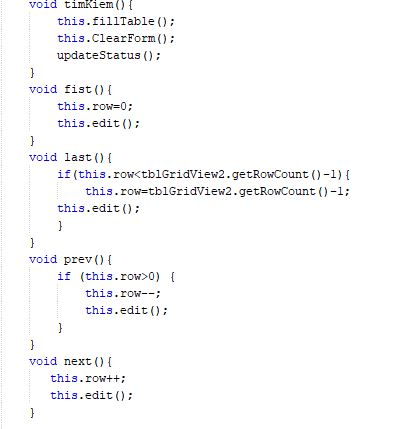 void timKiem(){
this.fillTable();
this.ClearForm();
updateStatus();
}
void fist(){
this.row=0;
this.edit();
}
void last(){
if(this.row<tblGridView2.getRowCount()-1){
this.row=tblGridView2.getRowCount()-1;
this.edit();
}
}
void prev(){
if (this.row>0) {
this.row--;
this.edit();
}
}
void next(){
this.row++;
this.edit();
}